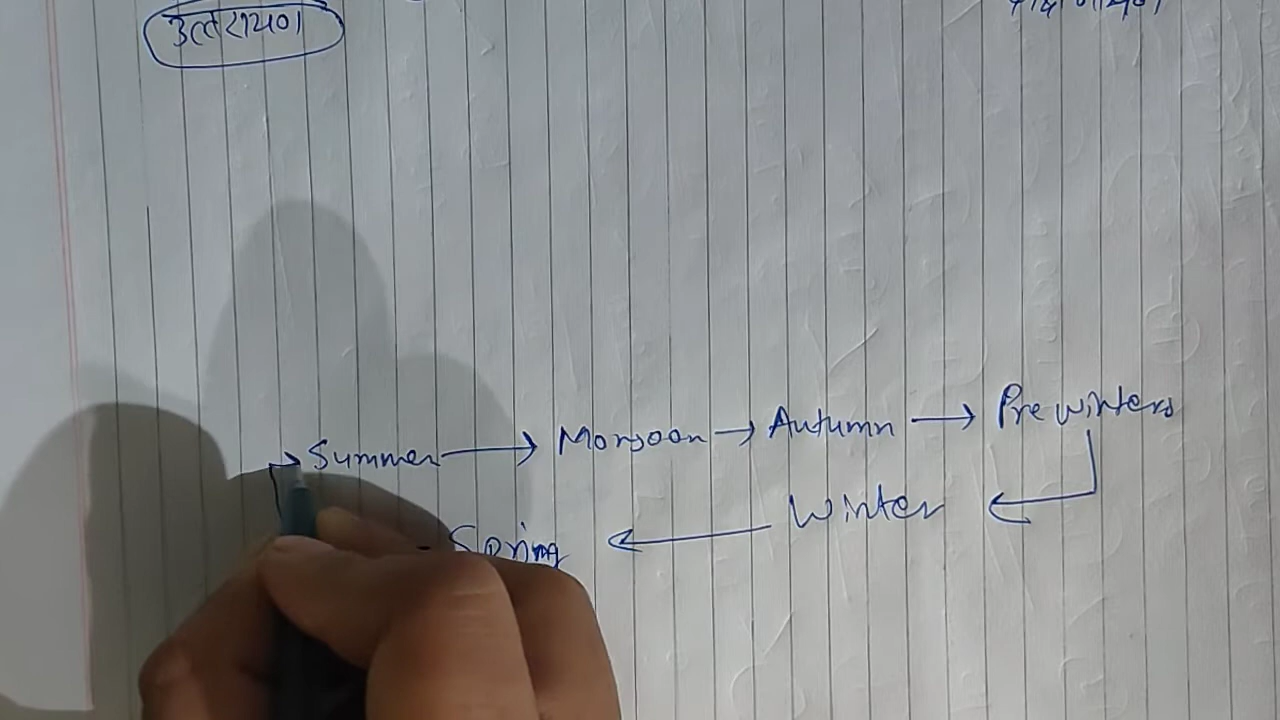 उत्तरायण
Summer → Monsoon → Autumn → Pre winters
Spring ← Winter ←